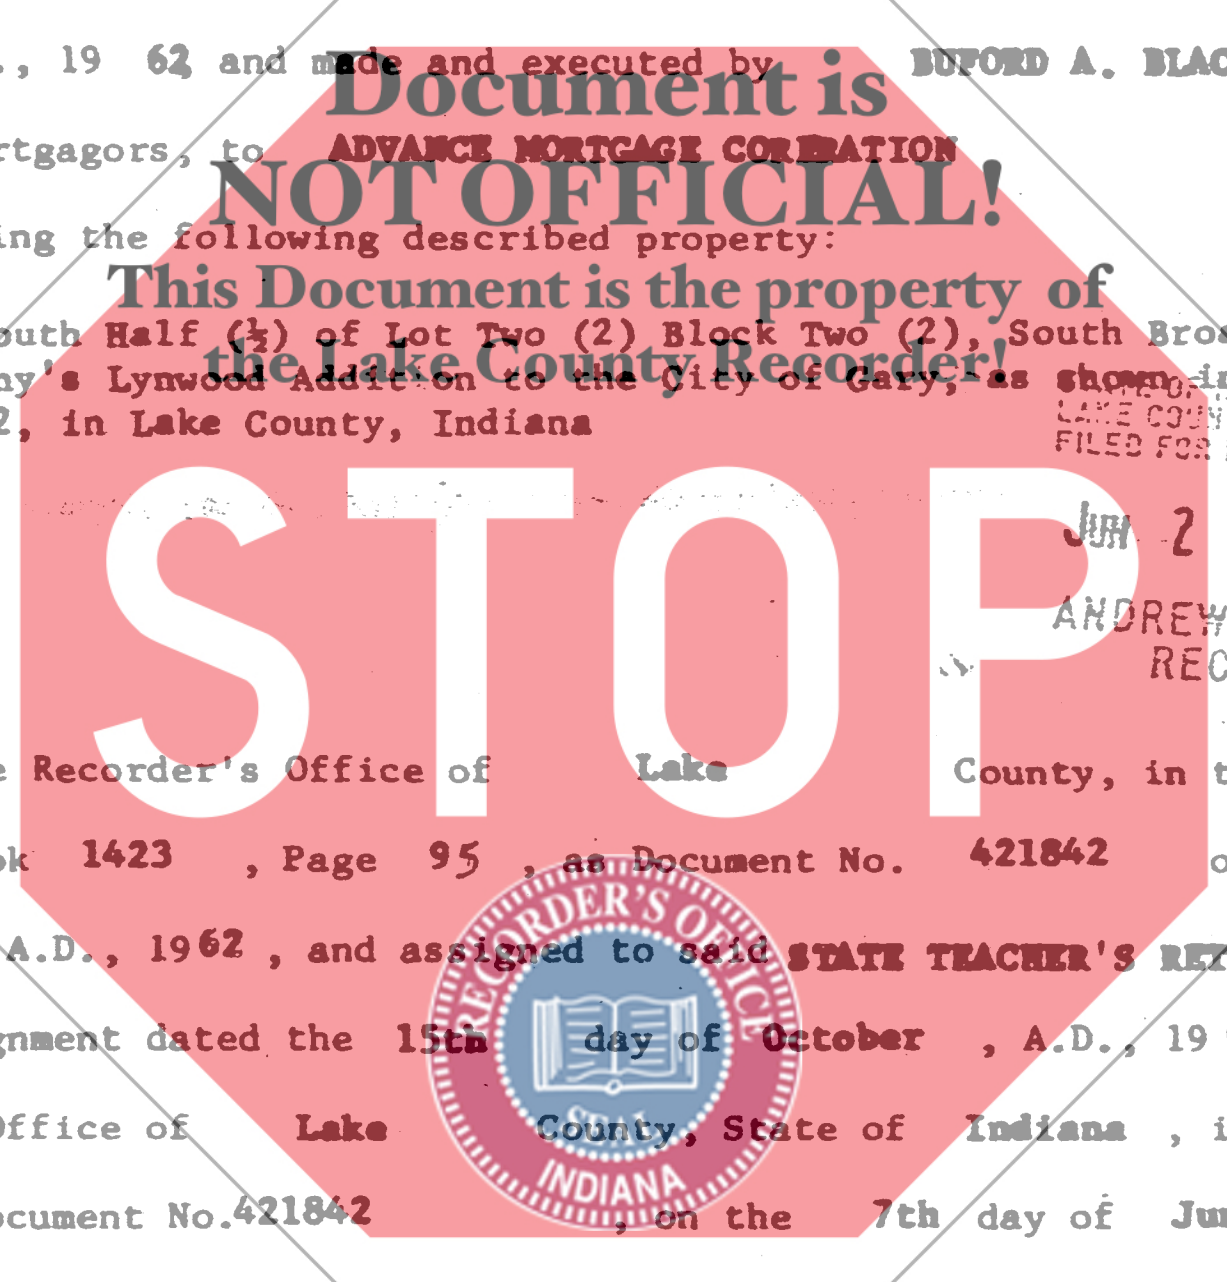 ., 19 62 and made and executed by BUFORD A. BLAC
Document is
rtgagors, to ADVANCE MORTGAGE CORPORATION
NOT OFFICIAL!
ing the following described property:
This Document is the property of
outh Half (½) of Lot Two (2) Block Two (2), South Bro
the Lake County Recorder!
ny's Lynwood Addition to the City of Gary, as shown in
2, in Lake County, Indiana
LAKE COUN
FILED FOR
STOP
JUN 2
ANDREW
REC
e Recorder's Office of Lake County, in t
ok 1423 , Page 95 , as Document No. 421842 o
RECORDER'S OFFICE
A.D., 1962 , and assigned to said STATE TEACHER'S RET
gnment dated the 15th day of October , A.D., 19
SEAL
Office of Lake County, State of Indiana , i
INDIANA
ocument No.421842 , on the 7th day of Jun